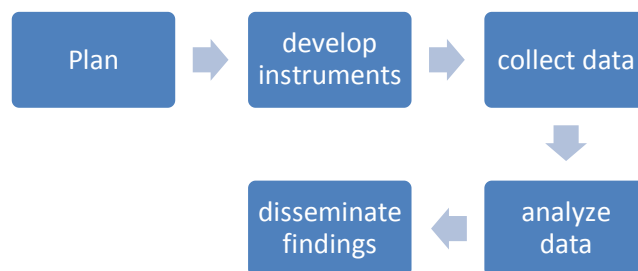 Plan
develop
instruments
collect data
analyze
data
disseminate
findings